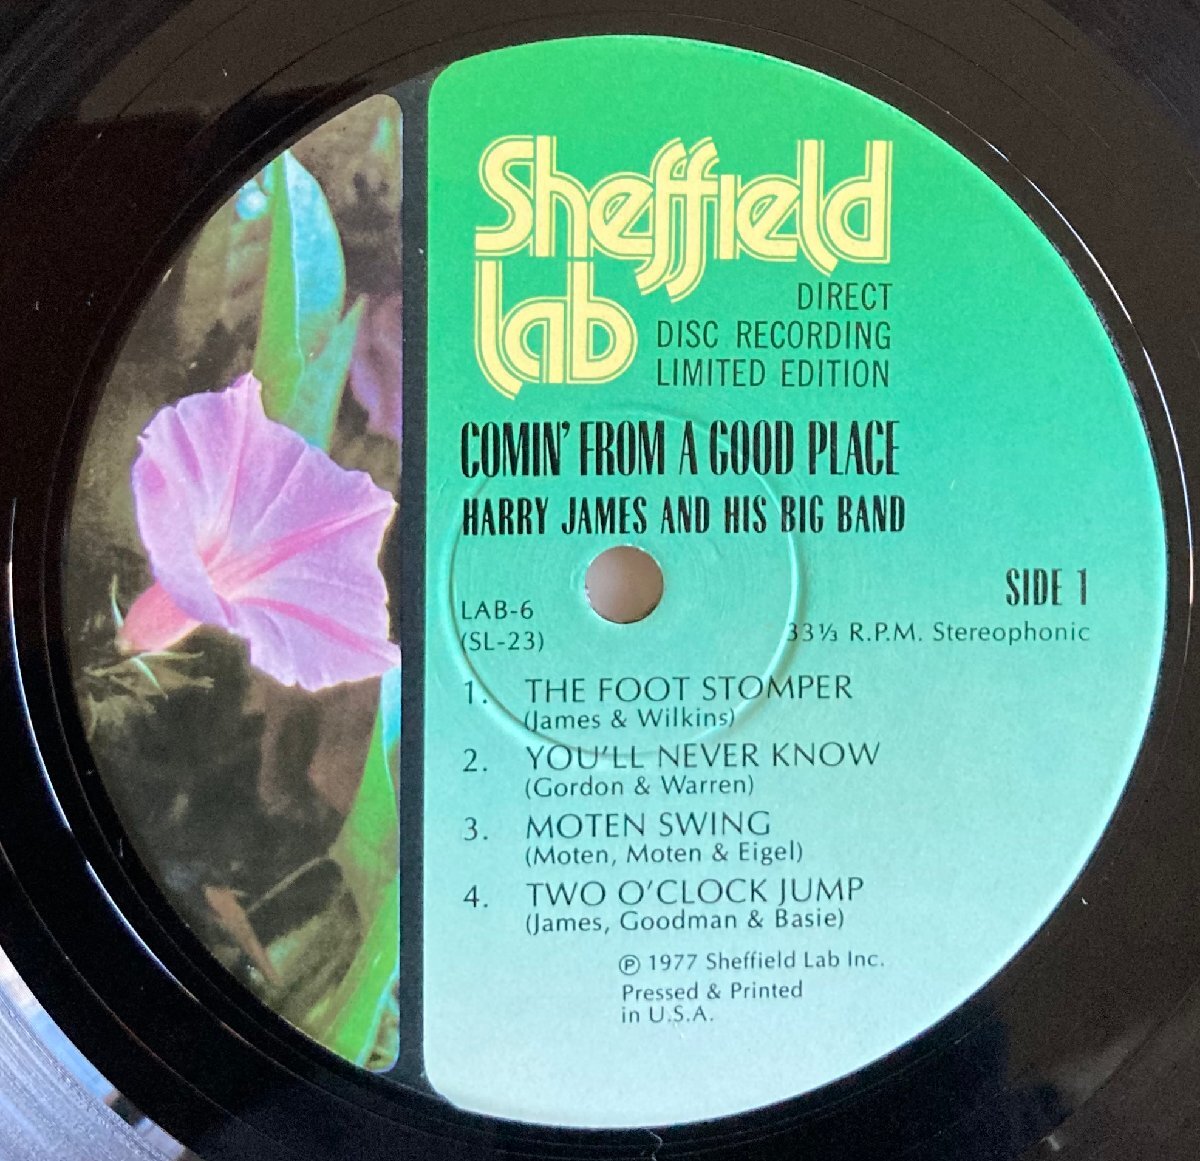 Sheffield
lab
DIRECT
DISC RECORDING
LIMITED EDITION
COMIN' FROM A GOOD PLACE
HARRY JAMES AND HIS BIG BAND
SIDE 1
LAB-6
(SL-23)
33⅓ R.P.M. Stereophonic
1. THE FOOT STOMPER
(James & Wilkins)
2. YOU'LL NEVER KNOW
(Gordon & Warren)
3. MOTEN SWING
(Moten, Moten & Eigel)
4. TWO O'CLOCK JUMP
(James, Goodman & Basie)
℗ 1977 Sheffield Lab Inc.
Pressed & Printed
in U.S.A.